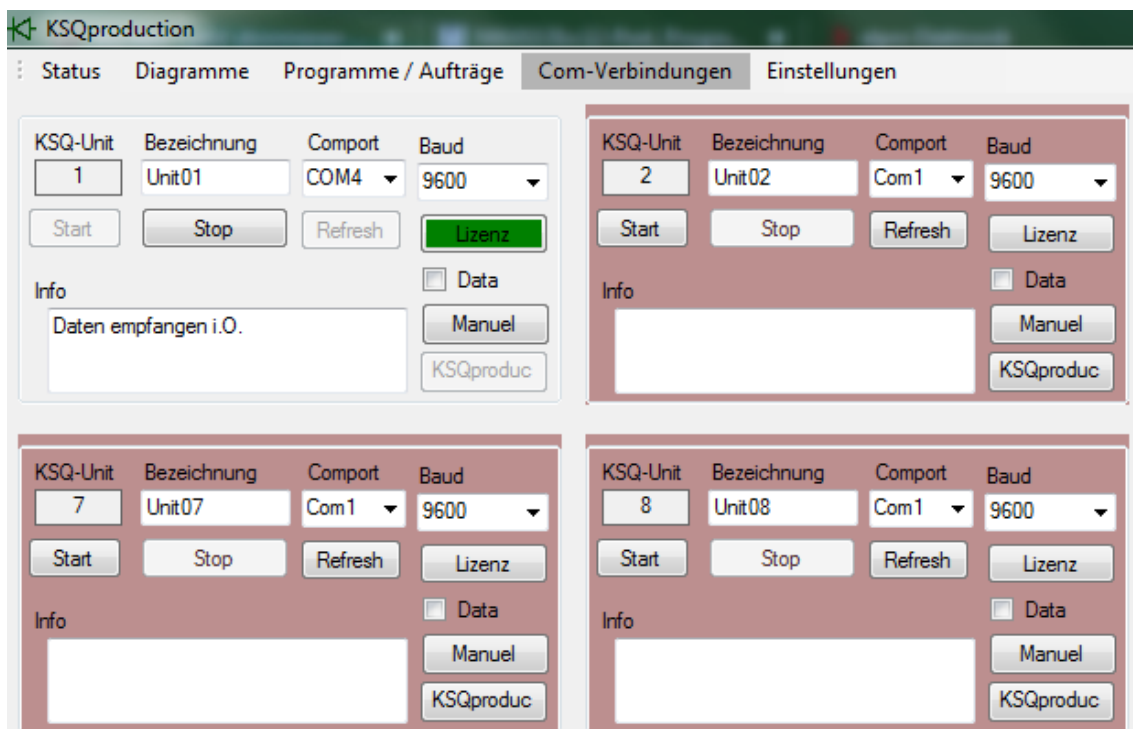 KSQproduction
Status Diagramme Programme / Aufträge Com-Verbindungen Einstellungen
KSQ-Unit Bezeichnung Comport Baud
1 Unit01 COM4 9600
Start Stop Refresh Lizenz
Data
Info
Daten empfangen i.O.
Manuel
KSQproduc
KSQ-Unit Bezeichnung Comport Baud
2 Unit02 Com1 9600
Start Stop Refresh Lizenz
Data
Info
Manuel
KSQproduc
KSQ-Unit Bezeichnung Comport Baud
7 Unit07 Com1 9600
Start Stop Refresh Lizenz
Data
Info
Manuel
KSQproduc
KSQ-Unit Bezeichnung Comport Baud
8 Unit08 Com1 9600
Start Stop Refresh Lizenz
Data
Info
Manuel
KSQproduc